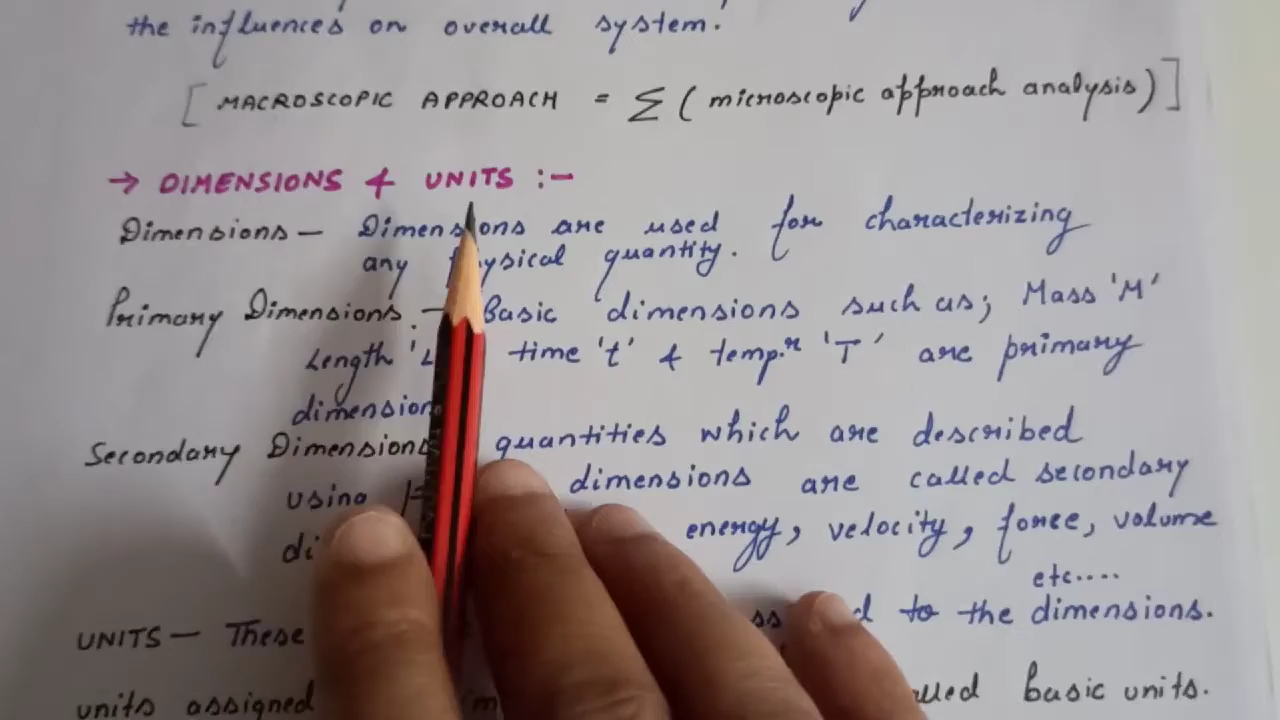 the influences on overall system.
[ MACROSCOPIC APPROACH = Σ ( microscopic approach analysis ) ]
→ DIMENSIONS & UNITS :-
Dimensions — Dimensions are used for characterizing
any physical quantity.
Primary Dimensions :- Basic dimensions such as; Mass 'M'
Length 'L time 't' & temp.r 'T' are primary
dimension
Secondary Dimensions quantities which are described
using dimensions are called secondary
energy, velocity, force, volume
etc....
UNITS — These to the dimensions.
units assigned basic units.